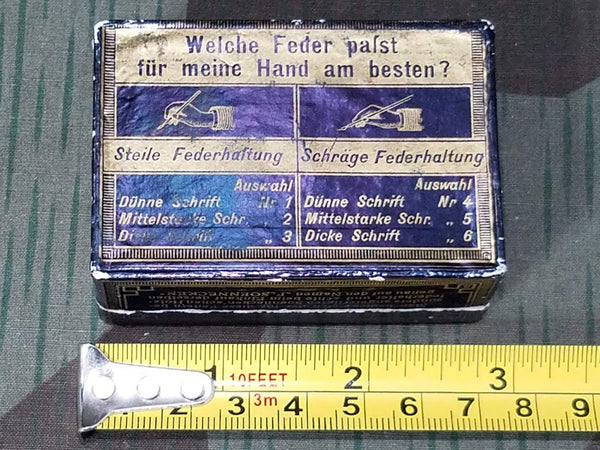 Welche Feder paſst
für meine Hand am besten?
Steile Federhaltung
Schräge Federhaltung
Auswahl
Dünne Schrift Nr 1
Mittelstarke Schr. 2
Dicke Schrift „ 3
Auswahl
Dünne Schrift Nr 4
Mittelstarke Schr. „ 5
Dicke Schrift „ 6
1 10FEET 2 3
2 3 3m 4 5 6 7 8 9